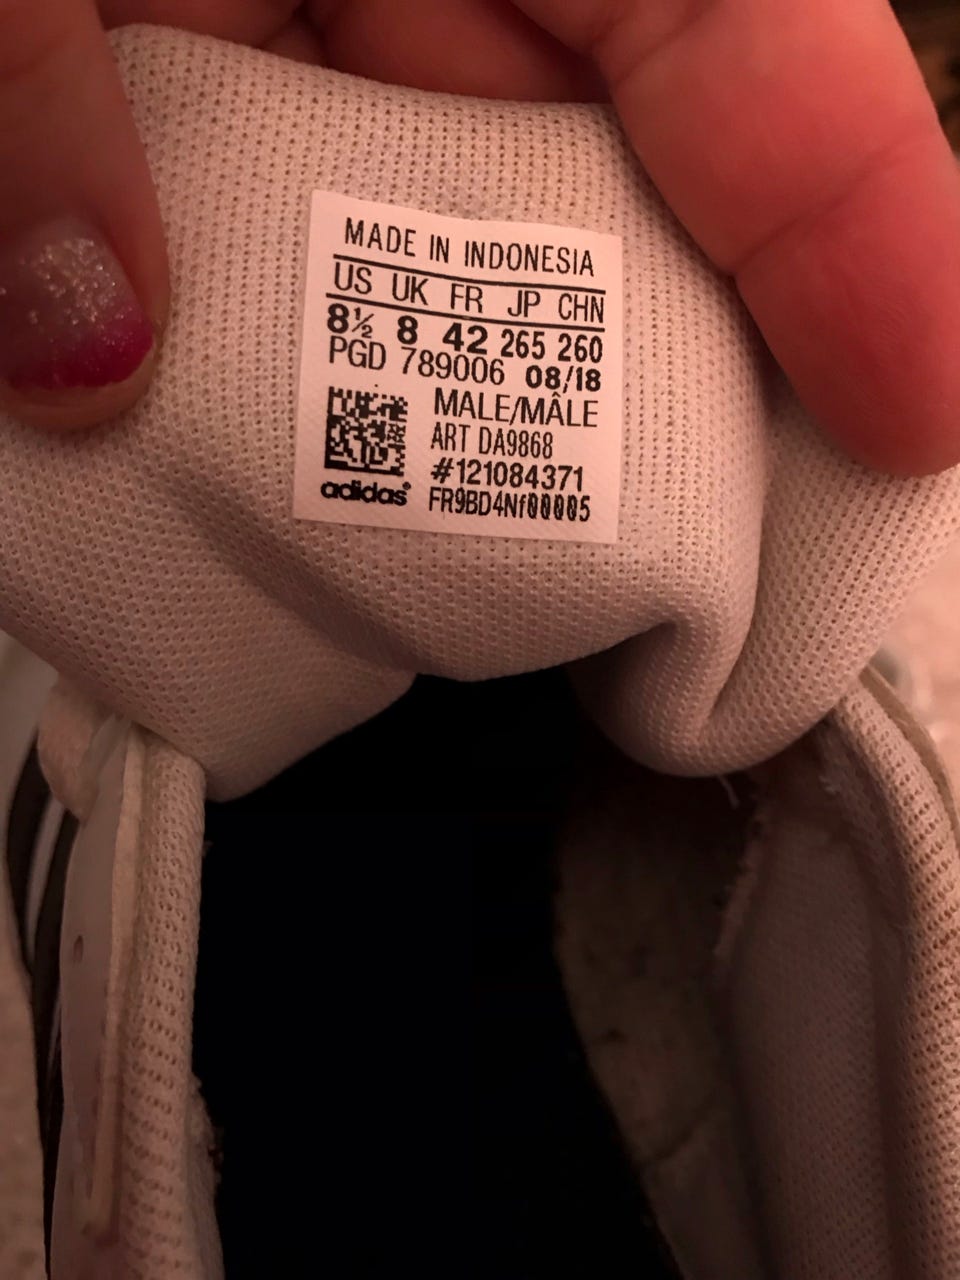 MADE IN INDONESIA
US UK FR JP CHN
8½ 8 42 265 260
PGD 789006 08/18
MALE/MÂLE
ART DA9868
#121084371
FR9BD4Nf00005
adidas®